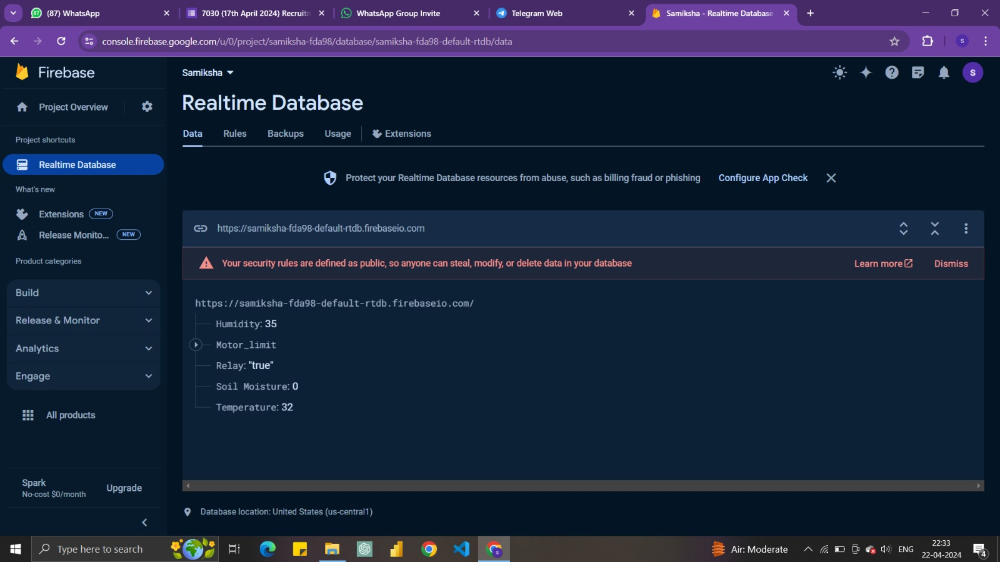 (87) WhatsApp
7030 (17th April 2024) Recruitn
WhatsApp Group Invite
Telegram Web
Samiksha - Realtime Database
console.firebase.google.com/u/0/project/samiksha-fda98/database/samiksha-fda98-default-rtdb/data
S
Firebase
Samiksha
S
Project Overview
Realtime Database
Data Rules Backups Usage Extensions
Project shortcuts
Realtime Database
What's new
Extensions NEW
Release Monito... NEW
Product categories
Build
Release & Monitor
Analytics
Engage
All products
Spark
No-cost $0/month
Upgrade
Protect your Realtime Database resources from abuse, such as billing fraud or phishing Configure App Check
https://samiksha-fda98-default-rtdb.firebaseio.com
Your security rules are defined as public, so anyone can steal, modify, or delete data in your database Learn more Dismiss
https://samiksha-fda98-default-rtdb.firebaseio.com/
Humidity: 35
Motor_limit
Relay: "true"
Soil Moisture: 0
Temperature: 32
Database location: United States (us-central1)
Type here to search
Air: Moderate
ENG
22:33
22-04-2024
4